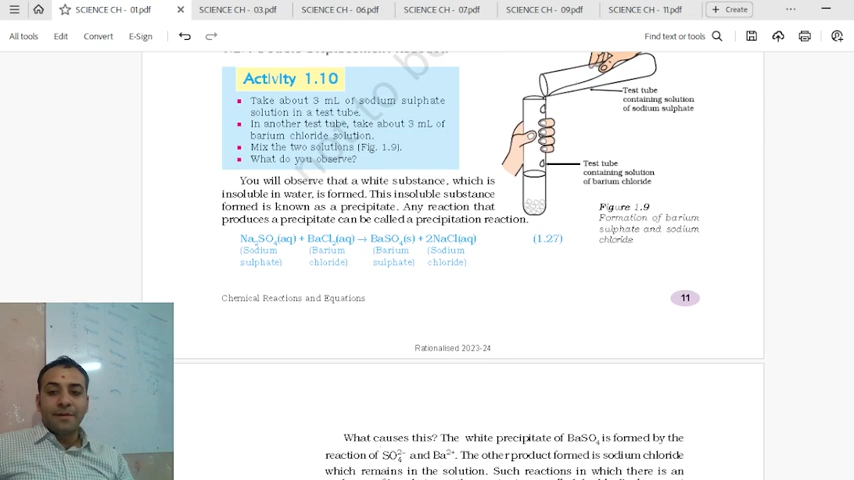 SCIENCE CH - 01.pdf
SCIENCE CH - 03.pdf
SCIENCE CH - 06.pdf
SCIENCE CH - 07.pdf
SCIENCE CH - 09.pdf
SCIENCE CH - 11.pdf
Create
All tools
Edit
Convert
E-Sign
Find text or tools
Activity 1.10
Take about 3 mL of sodium sulphate
solution in a test tube.
In another test tube, take about 3 mL of
barium chloride solution.
Mix the two solutions (Fig. 1.9).
What do you observe?
not to be
Test tube
containing solution
of sodium sulphate
Test tube
containing solution
of barium chloride
You will observe that a white substance, which is
insoluble in water, is formed. This insoluble substance
formed is known as a precipitate. Any reaction that
produces a precipitate can be called a precipitation reaction.
Figure 1.9
Formation of barium
sulphate and sodium
chloride
Na₂SO₄(aq) + BaCl₂(aq) → BaSO₄(s) + 2NaCl(aq) (1.27)
(Sodium (Barium (Barium (Sodium
sulphate) chloride) sulphate) chloride)
Chemical Reactions and Equations
11
Rationalised 2023-24
What causes this? The white precipitate of BaSO₄ is formed by the
reaction of SO₄²⁻ and Ba²⁺. The other product formed is sodium chloride
which remains in the solution. Such reactions in which there is an